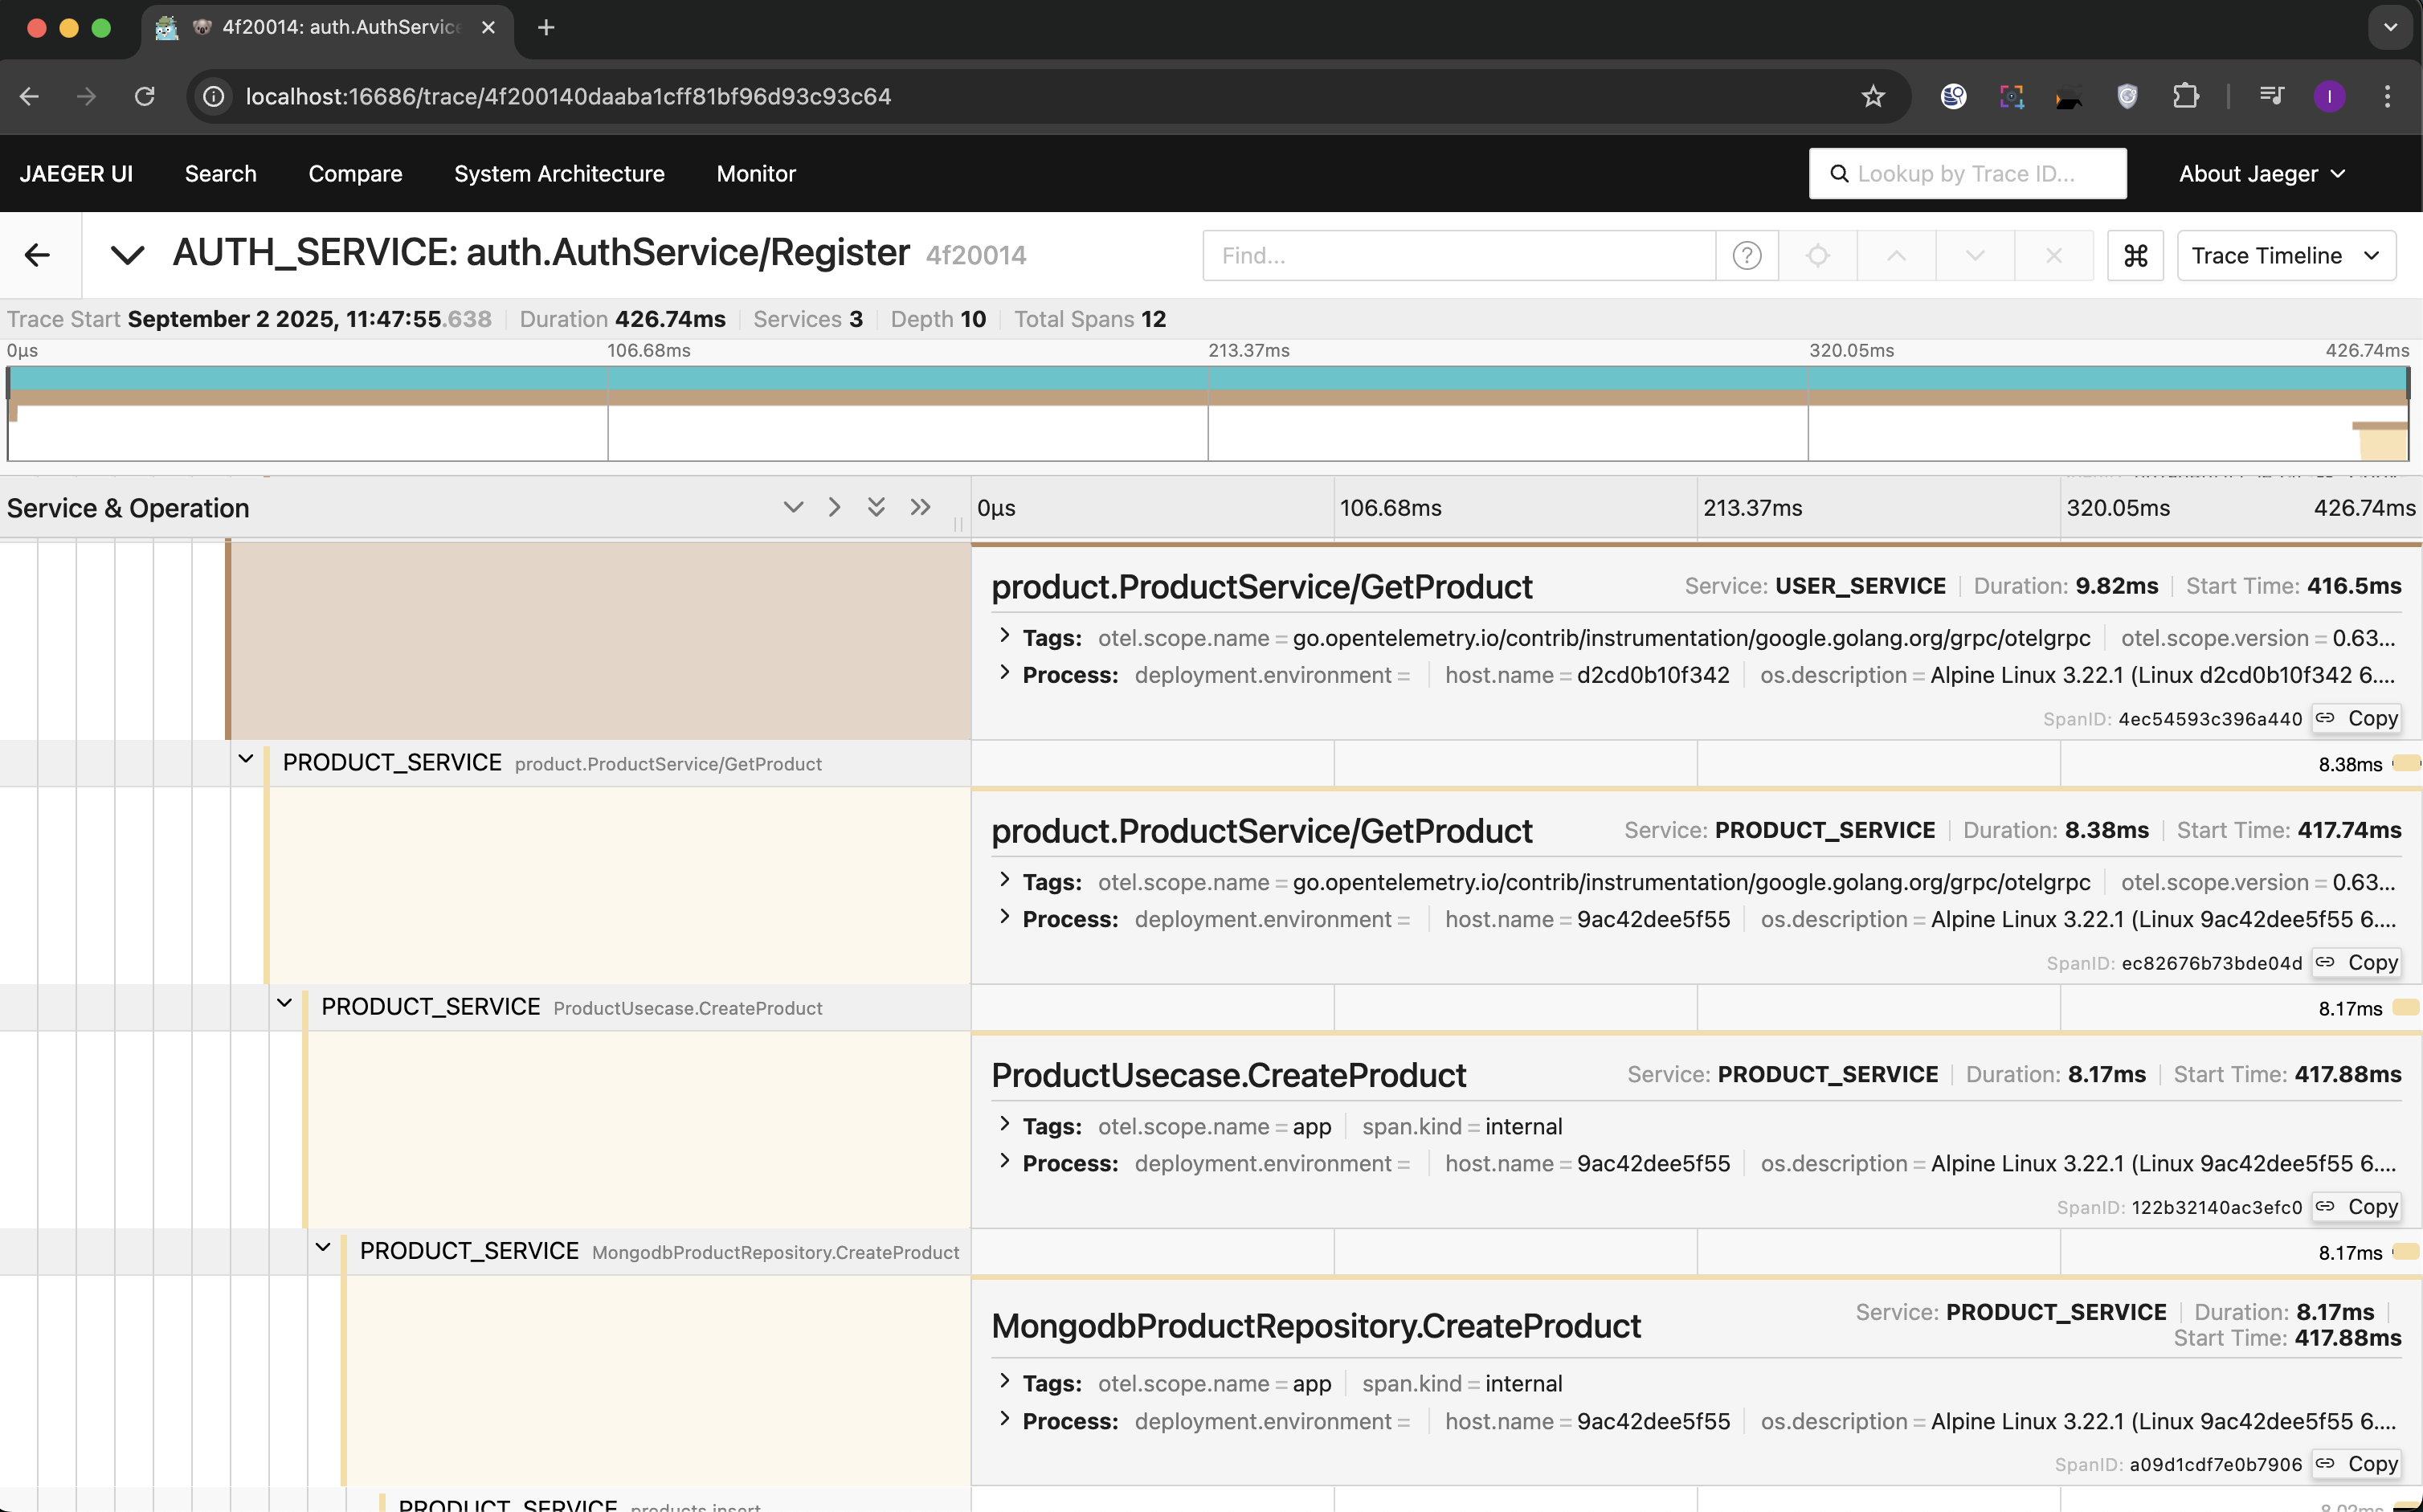 4f20014: auth.AuthService
localhost:16686/trace/4f200140daaba1cff81bf96d93c93c64
I
JAEGER UI Search Compare System Architecture Monitor Lookup by Trace ID... About Jaeger
AUTH_SERVICE: auth.AuthService/Register 4f20014 Find... Trace Timeline
Trace Start September 2 2025, 11:47:55.638 Duration 426.74ms Services 3 Depth 10 Total Spans 12
0μs 106.68ms 213.37ms 320.05ms 426.74ms
Service & Operation 0μs 106.68ms 213.37ms 320.05ms 426.74ms
product.ProductService/GetProduct Service: USER_SERVICE Duration: 9.82ms Start Time: 416.5ms
Tags: otel.scope.name = go.opentelemetry.io/contrib/instrumentation/google.golang.org/grpc/otelgrpc otel.scope.version = 0.63...
Process: deployment.environment = host.name = d2cd0b10f342 os.description = Alpine Linux 3.22.1 (Linux d2cd0b10f342 6....
SpanID: 4ec54593c396a440 Copy
PRODUCT_SERVICE product.ProductService/GetProduct 8.38ms
product.ProductService/GetProduct Service: PRODUCT_SERVICE Duration: 8.38ms Start Time: 417.74ms
Tags: otel.scope.name = go.opentelemetry.io/contrib/instrumentation/google.golang.org/grpc/otelgrpc otel.scope.version = 0.63...
Process: deployment.environment = host.name = 9ac42dee5f55 os.description = Alpine Linux 3.22.1 (Linux 9ac42dee5f55 6....
SpanID: ec82676b73bde04d Copy
PRODUCT_SERVICE ProductUsecase.CreateProduct 8.17ms
ProductUsecase.CreateProduct Service: PRODUCT_SERVICE Duration: 8.17ms Start Time: 417.88ms
Tags: otel.scope.name = app span.kind = internal
Process: deployment.environment = host.name = 9ac42dee5f55 os.description = Alpine Linux 3.22.1 (Linux 9ac42dee5f55 6....
SpanID: 122b32140ac3efc0 Copy
PRODUCT_SERVICE MongodbProductRepository.CreateProduct 8.17ms
MongodbProductRepository.CreateProduct Service: PRODUCT_SERVICE Duration: 8.17ms
Start Time: 417.88ms
Tags: otel.scope.name = app span.kind = internal
Process: deployment.environment = host.name = 9ac42dee5f55 os.description = Alpine Linux 3.22.1 (Linux 9ac42dee5f55 6....
SpanID: a09d1cdf7e0b7906 Copy
PRODUCT_SERVICE products.insert 8.02ms